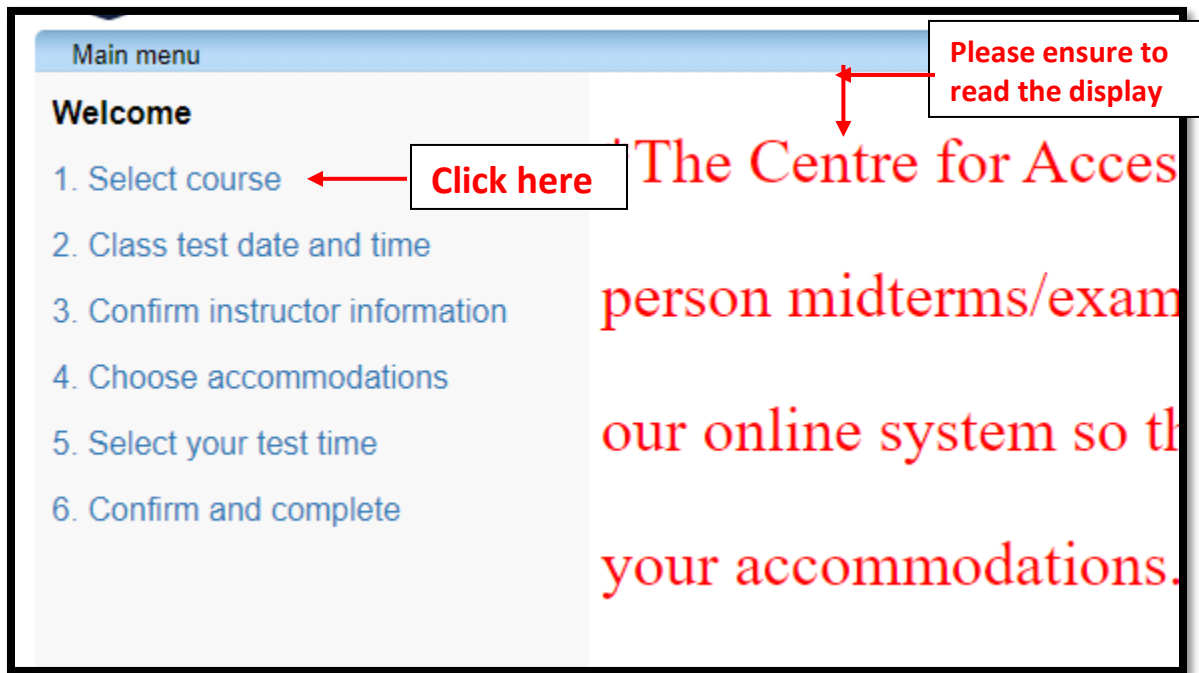 Main menu
Please ensure to
read the display
Welcome
1. Select course
Click here
2. Class test date and time
3. Confirm instructor information
4. Choose accommodations
5. Select your test time
6. Confirm and complete
The Centre for
person midterms/exam
our online system so
your accommodations.